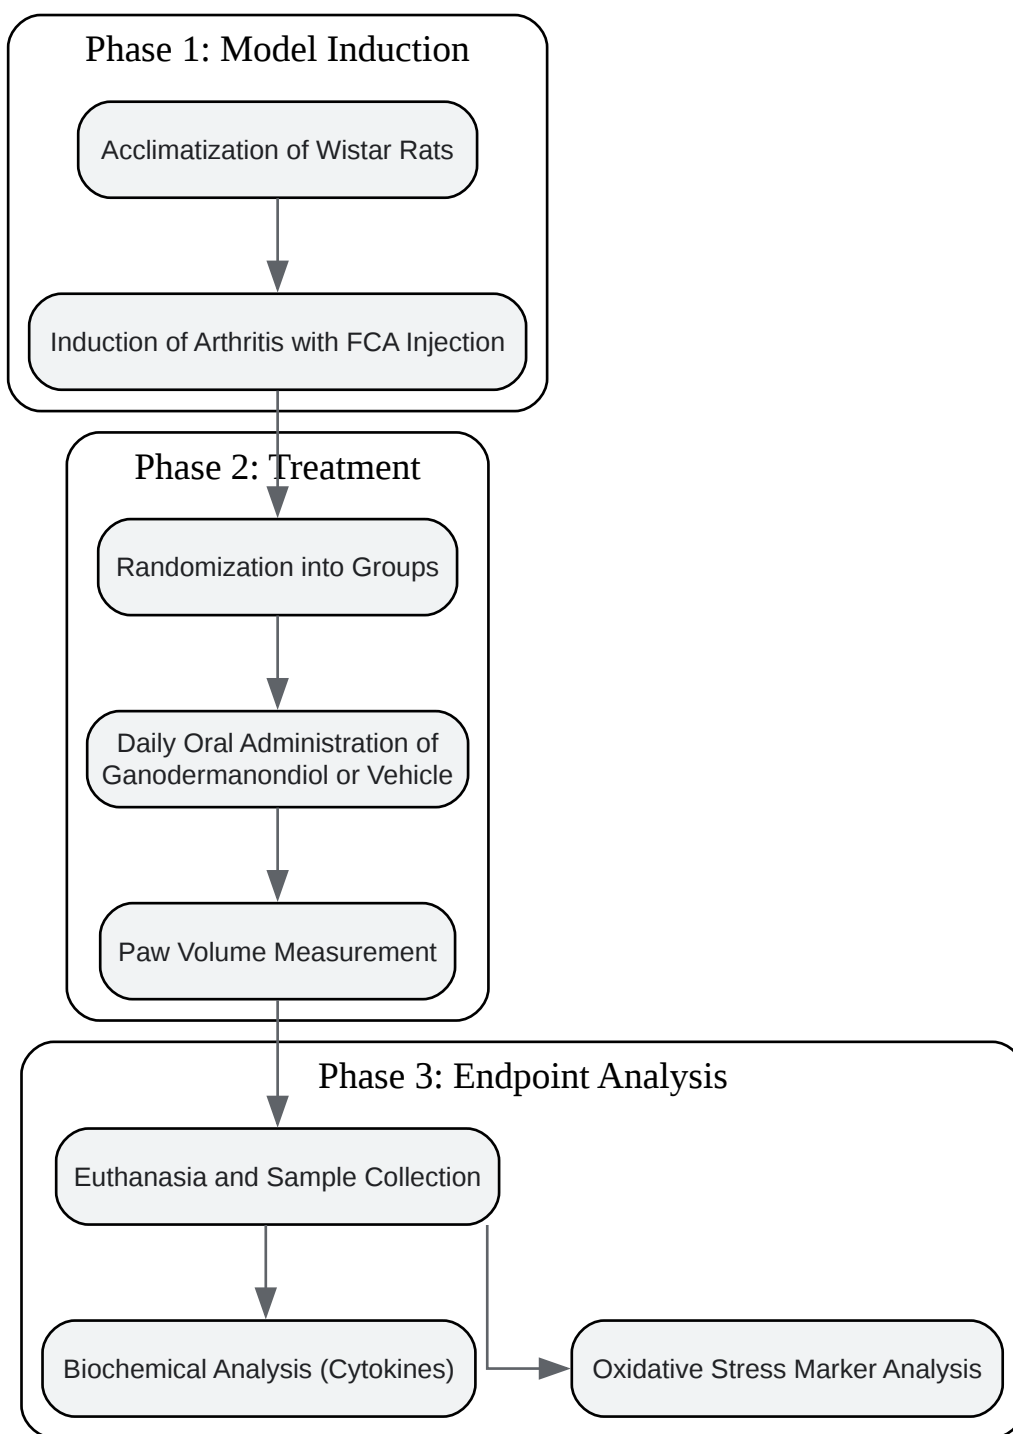 Phase 1: Model Induction
Acclimatization of Wistar Rats
Induction of Arthritis with FCA Injection
Phase 2: Treatment
Randomization into Groups
Daily Oral Administration of
Ganodermanondiol or Vehicle
Paw Volume Measurement
Phase 3: Endpoint Analysis
Euthanasia and Sample Collection
Biochemical Analysis (Cytokines)
Oxidative Stress Marker Analysis